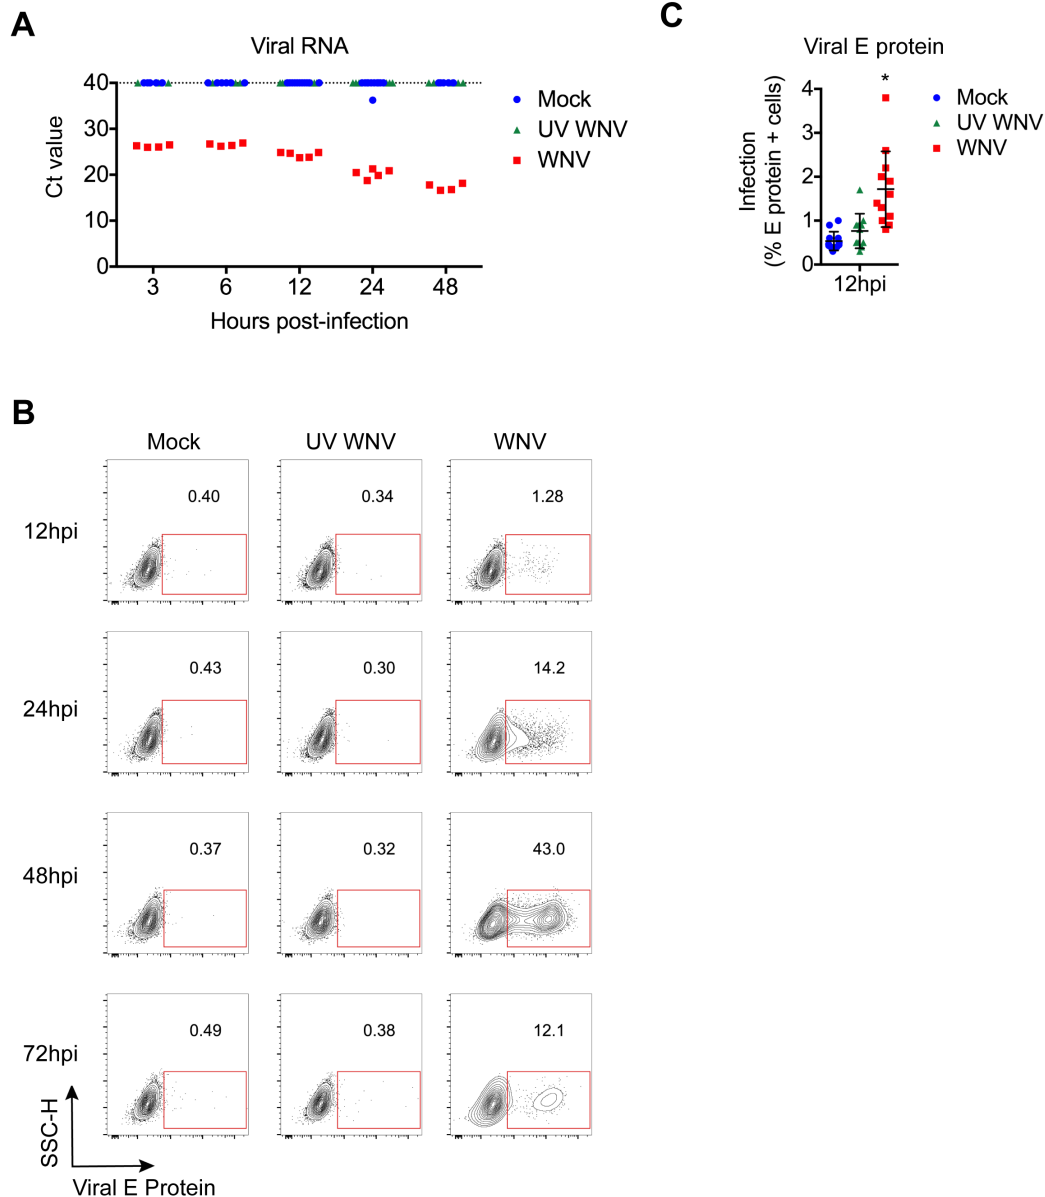 A
Viral RNA
Ct value
40
30
20
10
0
3 6 12 24 48
Hours post-infection
Mock
UV WNV
WNV
C
Viral E protein
*
Infection
(% E protein + cells)
4
3
2
1
0
12hpi
Mock
UV WNV
WNV
B
Mock UV WNV WNV
12hpi 0.40 0.34 1.28
24hpi 0.43 0.30 14.2
48hpi 0.37 0.32 43.0
72hpi 0.49 0.38 12.1
SSC-H
Viral E Protein